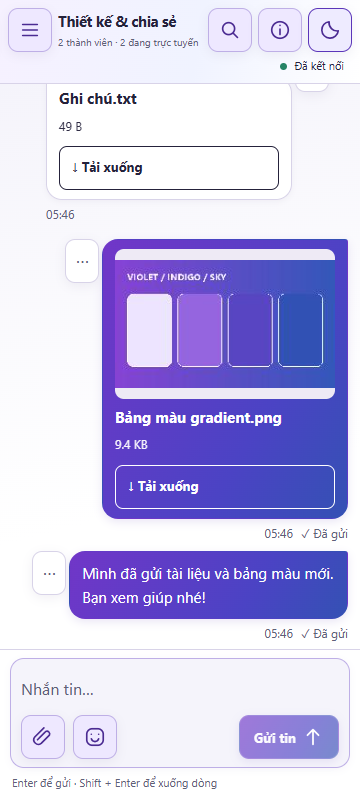 Thiết kế & chia sẻ
2 thành viên · 2 đang trực tuyến
Đã kết nối
Ghi chú.txt
49 B
↓ Tải xuống
05:46
...
VIOLET / INDIGO / SKY
Bảng màu gradient.png
9.4 KB
↓ Tải xuống
05:46 ✓ Đã gửi
...
Mình đã gửi tài liệu và bảng màu mới.
Bạn xem giúp nhé!
05:46 ✓ Đã gửi
Nhắn tin...
Gửi tin ↑
Enter để gửi · Shift + Enter để xuống dòng